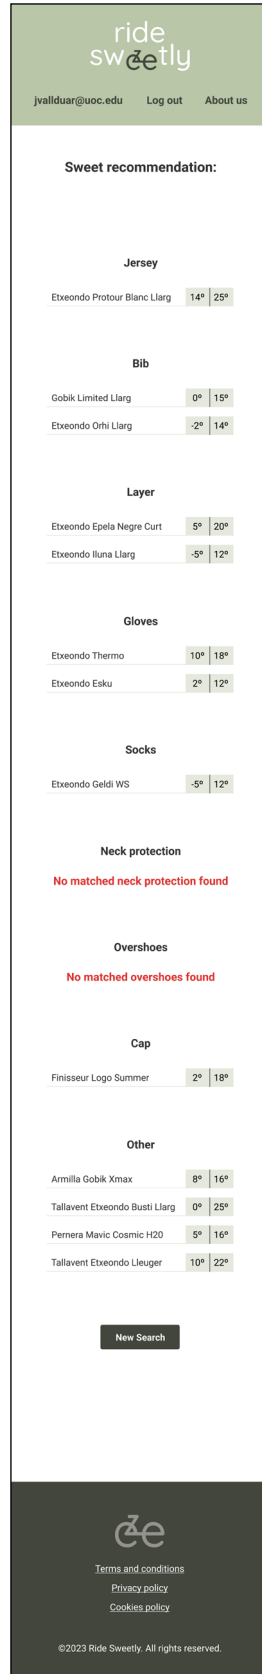 ride
sweetly
jvallduar@uoc.edu Log out About us
Sweet recommendation:
Jersey
Etxeondo Protour Blanc Llarg 14º 25º
Bib
Gobik Limited Llarg 0º 15º
Etxeondo Orhi Llarg -2º 14º
Layer
Etxeondo Epela Negre Curt 5º 20º
Etxeondo Iluna Llarg -5º 12º
Gloves
Etxeondo Thermo 10º 18º
Etxeondo Esku 2º 12º
Socks
Etxeondo Geldi WS -5º 12º
Neck protection
No matched neck protection found
Overshoes
No matched overshoes found
Cap
Finisseur Logo Summer 2º 18º
Other
Armilla Gobik Xmax 8º 16º
Tallavent Etxeondo Busti Llarg 0º 25º
Pernera Mavic Cosmic H20 5º 16º
Tallavent Etxeondo Lleuger 10º 22º
New Search
Terms and conditions
Privacy policy
Cookies policy
©2023 Ride Sweetly. All rights reserved.